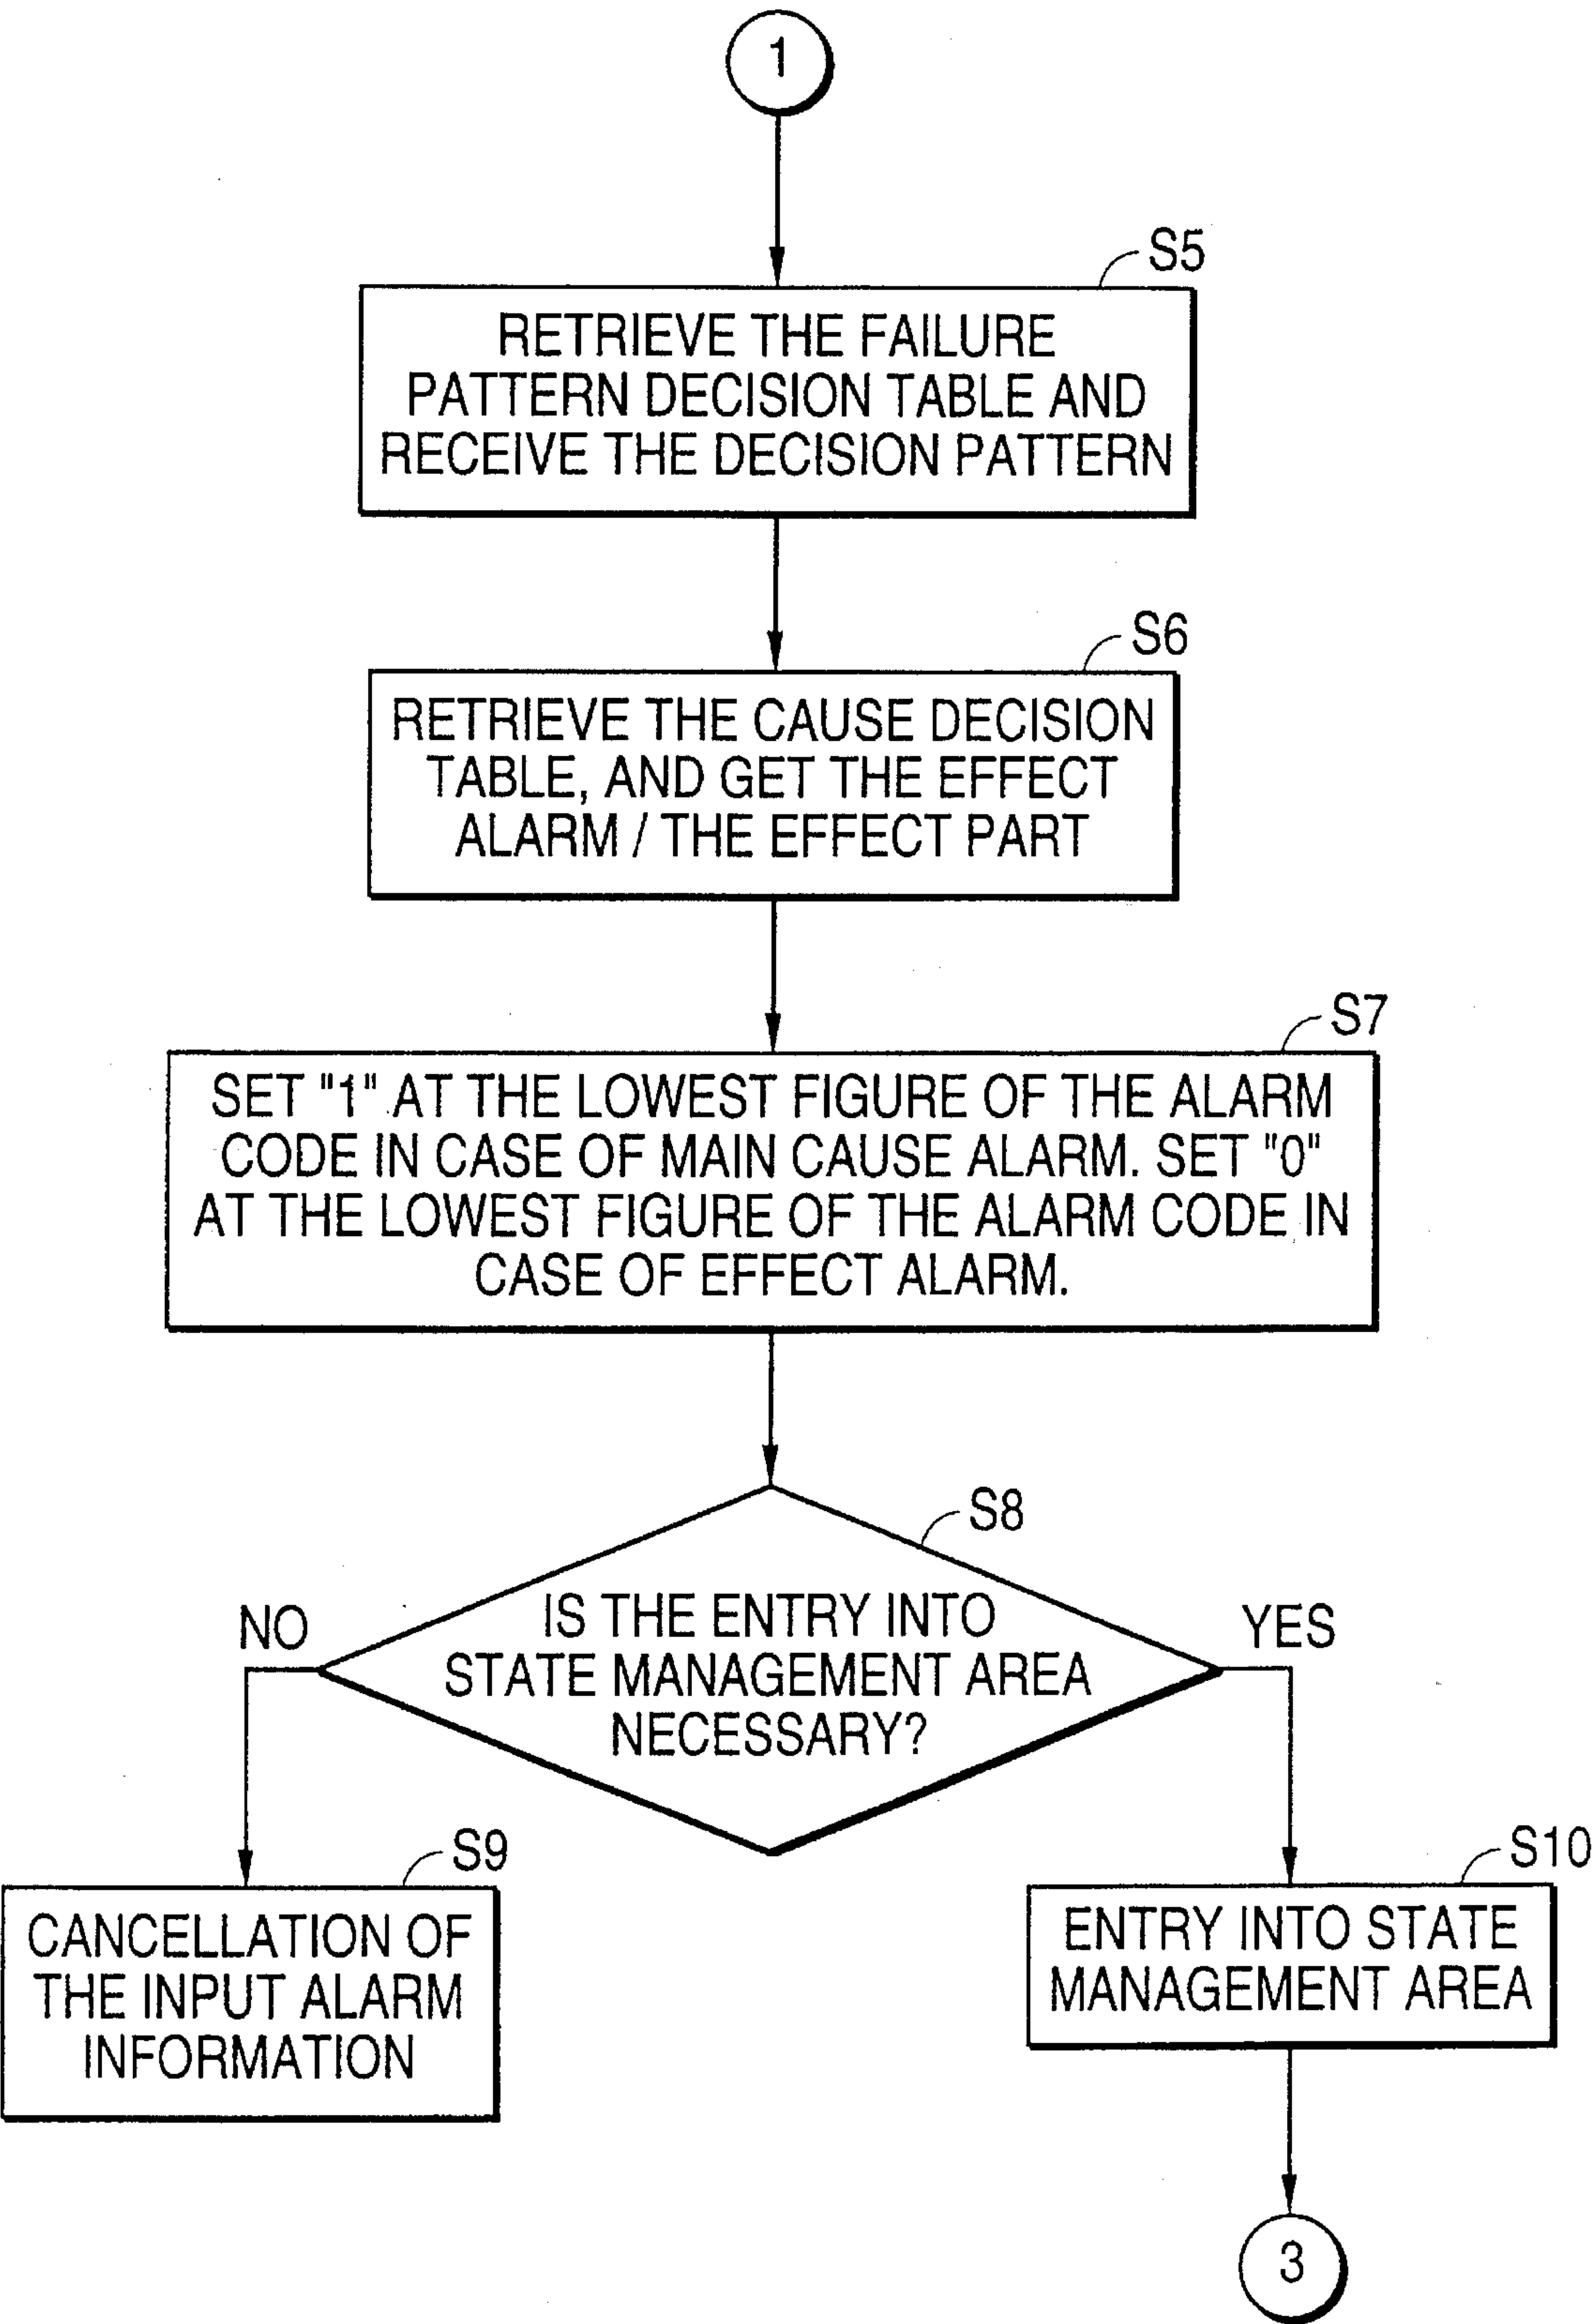 1
S5
RETRIEVE THE FAILURE
PATTERN DECISION TABLE AND
RECEIVE THE DECISION PATTERN
S6
RETRIEVE THE CAUSE DECISION
TABLE, AND GET THE EFFECT
ALARM / THE EFFECT PART
S7
SET "1" AT THE LOWEST FIGURE OF THE ALARM
CODE IN CASE OF MAIN CAUSE ALARM. SET "0"
AT THE LOWEST FIGURE OF THE ALARM CODE IN
CASE OF EFFECT ALARM.
S8
IS THE ENTRY INTO
STATE MANAGEMENT AREA
NECESSARY?
NO
YES
S9
CANCELLATION OF
THE INPUT ALARM
INFORMATION
S10
ENTRY INTO STATE
MANAGEMENT AREA
3